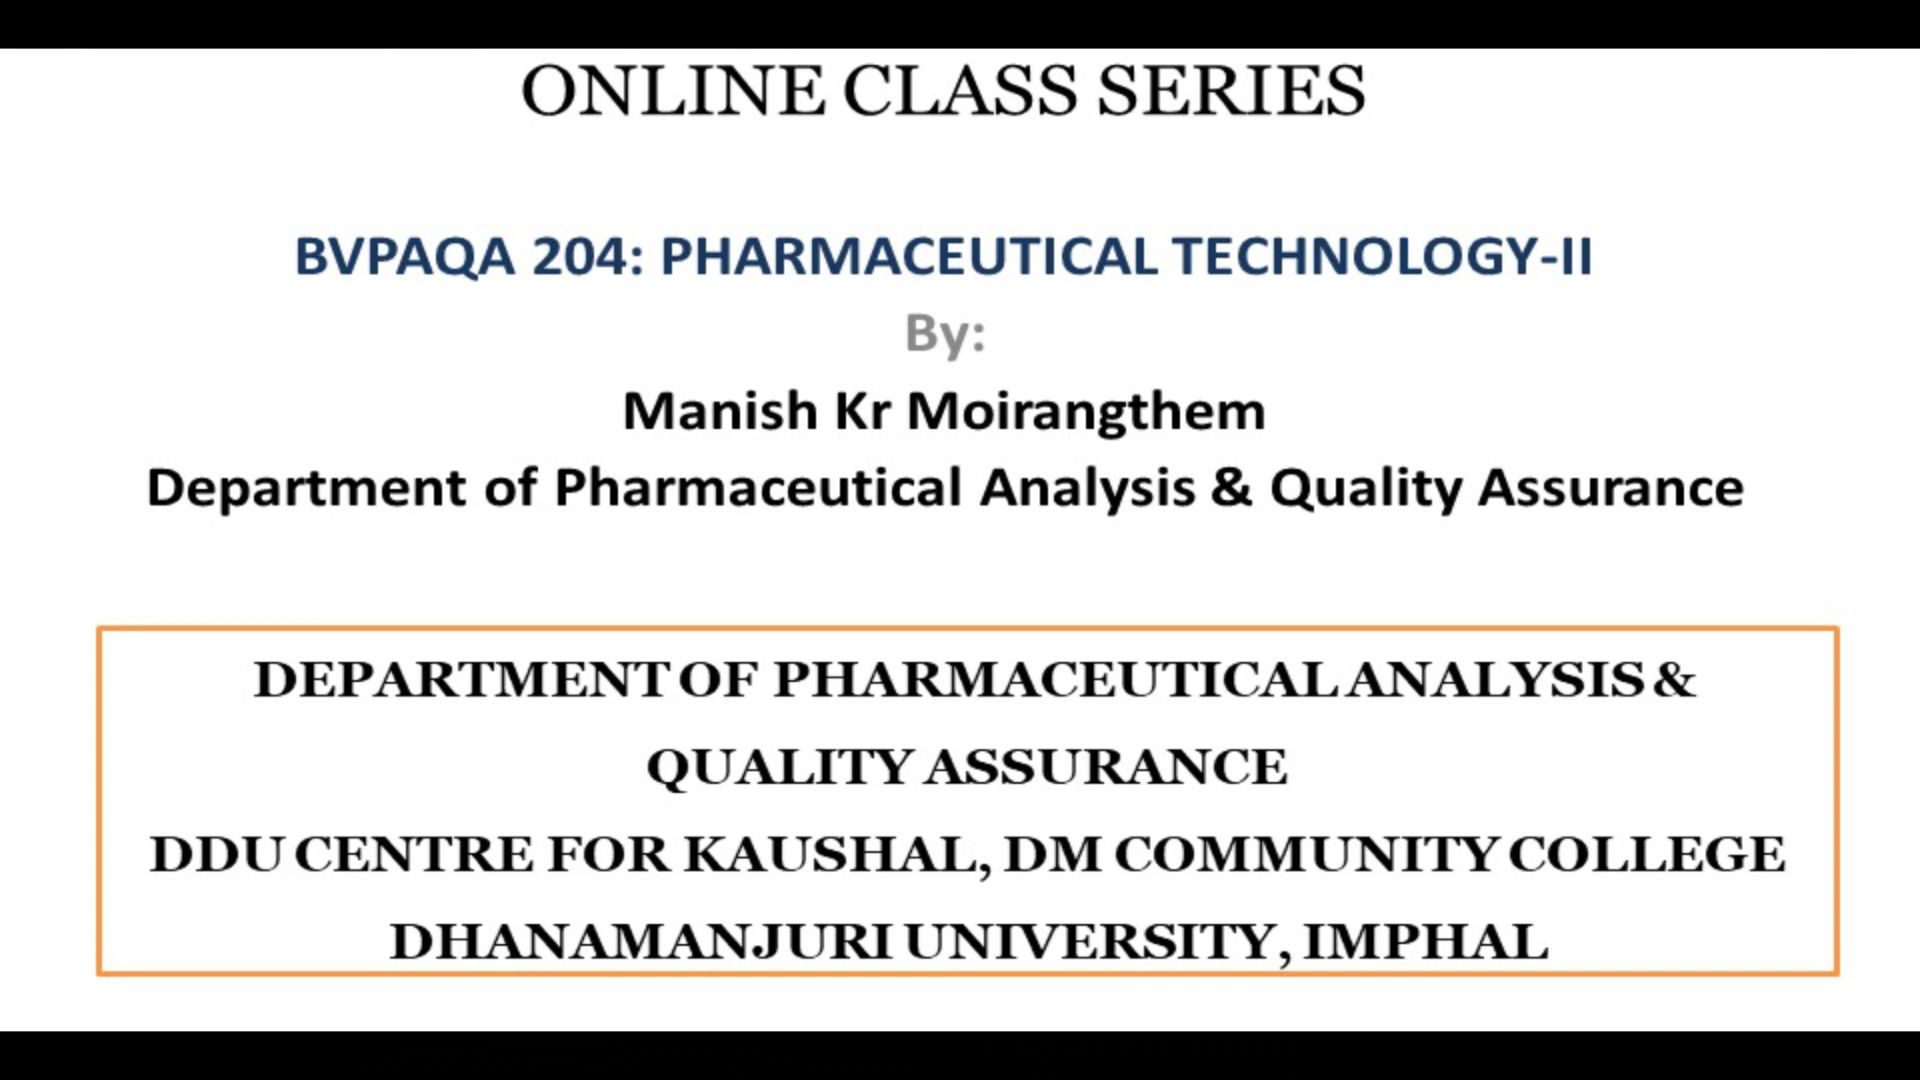 ONLINE CLASS SERIES
BVPAQA 204: PHARMACEUTICAL TECHNOLOGY-II
By:
Manish Kr Moirangthem
Department of Pharmaceutical Analysis & Quality Assurance
DEPARTMENT OF PHARMACEUTICAL ANALYSIS &
QUALITY ASSURANCE
DDU CENTRE FOR KAUSHAL, DM COMMUNITY COLLEGE
DHANAMANJURI UNIVERSITY, IMPHAL